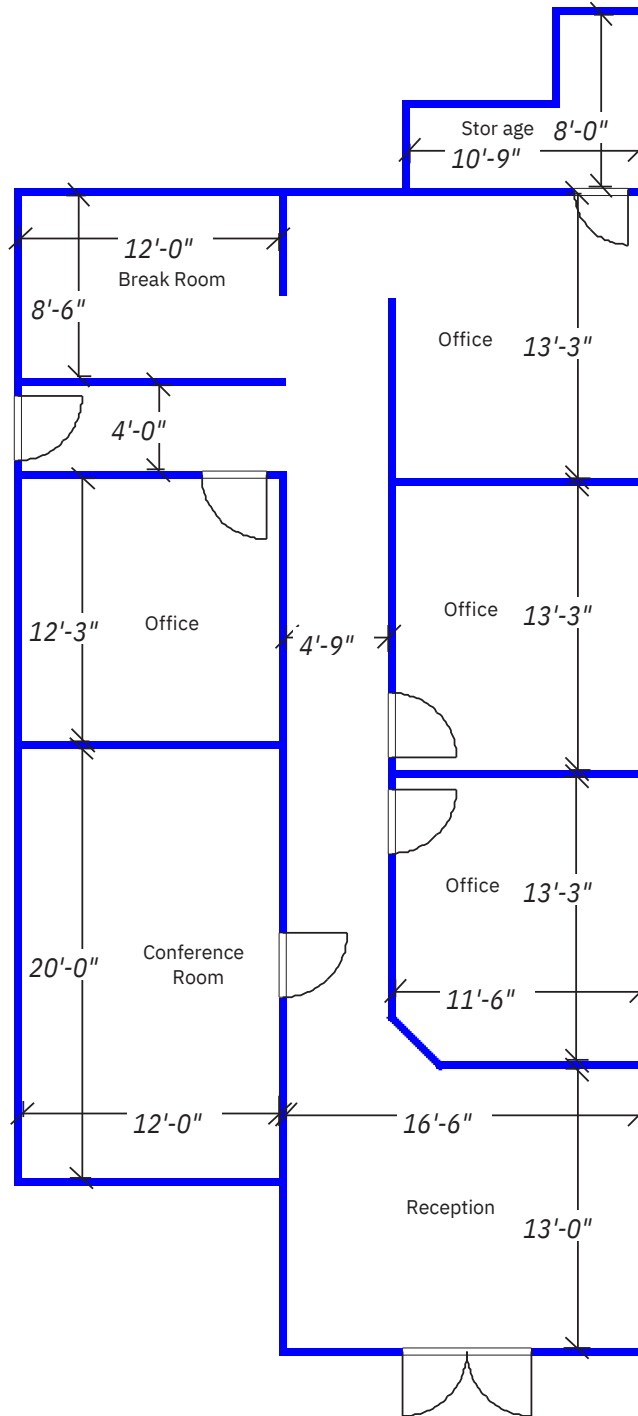 Stor age
8'-0"
10'-9"
12'-0"
Break Room
8'-6"
Office
13'-3"
4'-0"
12'-3"
Office
4'-9"
Office
13'-3"
Office
13'-3"
20'-0"
Conference
Room
11'-6"
12'-0"
16'-6"
Reception
13'-0"